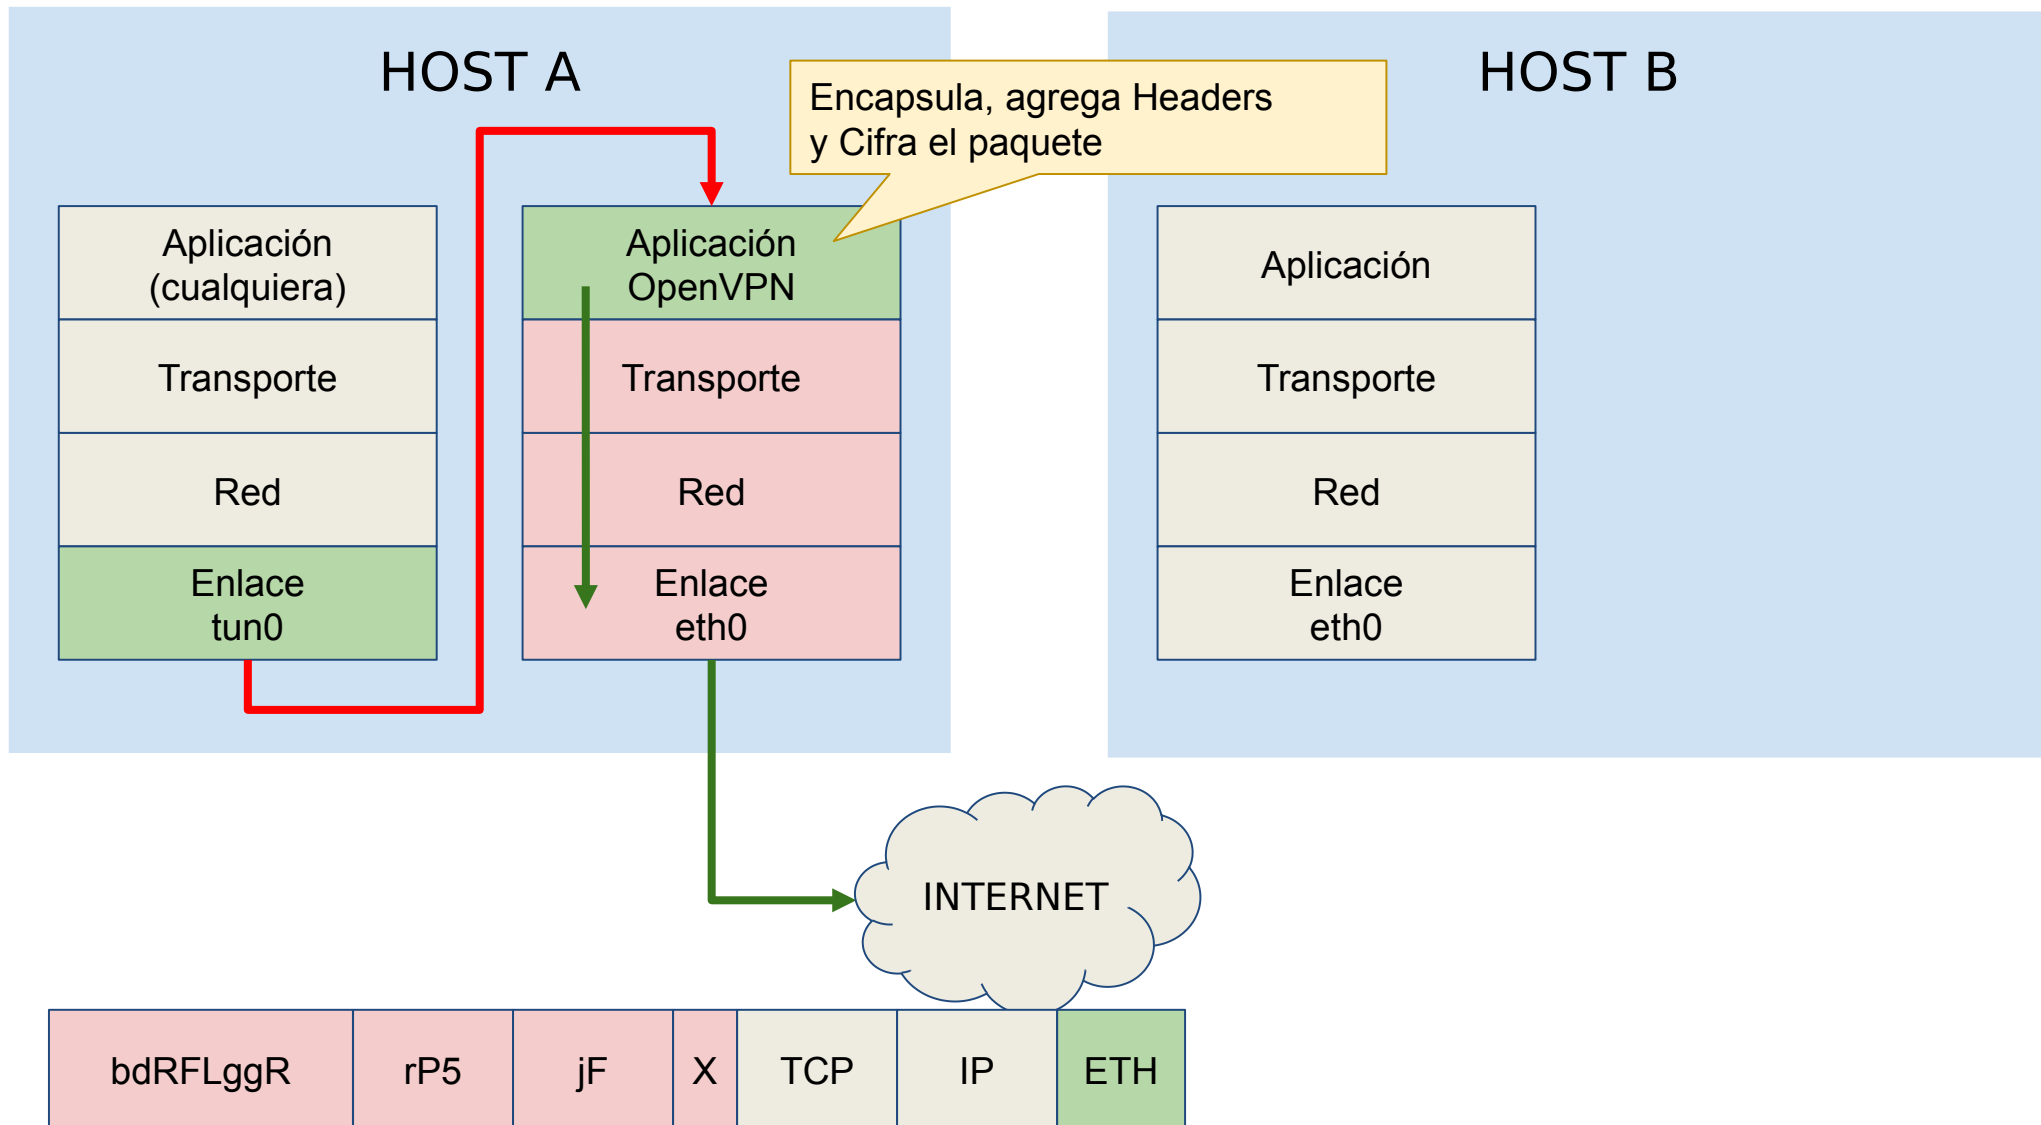 HOST A
HOST B
Encapsula, agrega Headers
y Cifra el paquete
Aplicación
(cualquiera)
Transporte
Red
Enlace
tun0
Aplicación
OpenVPN
Transporte
Red
Enlace
eth0
Aplicación
Transporte
Red
Enlace
eth0
INTERNET
bdRFLggR
rP5
jF
X
TCP
IP
ETH